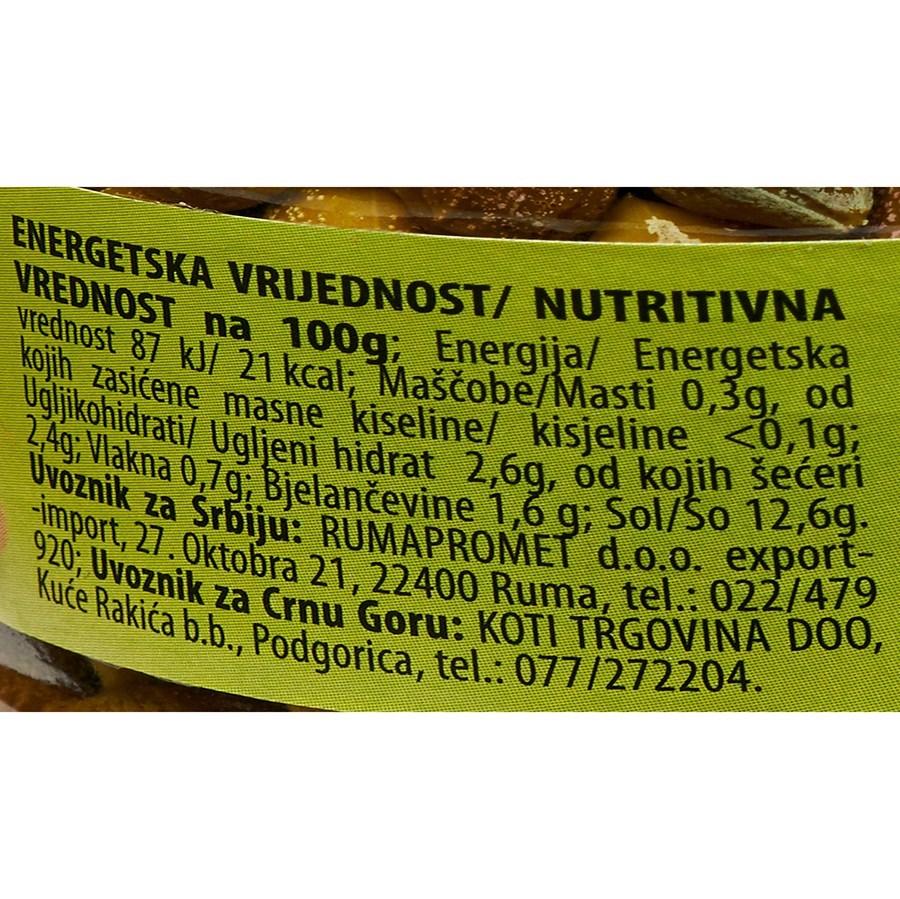 ENERGETSKA VRIJEDNOST/ NUTRITIVNA
VREDNOST na 100g; Energija/ Energetska
vrednost 87 kJ/ 21 kcal; Maščobe/Masti 0,3g, od
kojih zasićene masne kiseline/ kisjeline <0,1g;
Ugljikohidrati/ Ugljeni hidrat 2,6g, od kojih šećeri
2,4g; Vlakna 0,7g; Bjelančevine 1,6 g; Sol/So 12,6g.
Uvoznik za Srbiju: RUMAPROMET d.o.o. export-
-import, 27. Oktobra 21, 22400 Ruma, tel.: 022/479
920; Uvoznik za Crnu Goru: KOTI TRGOVINA DOO,
Kuće Rakića b.b., Podgorica, tel.: 077/272204.